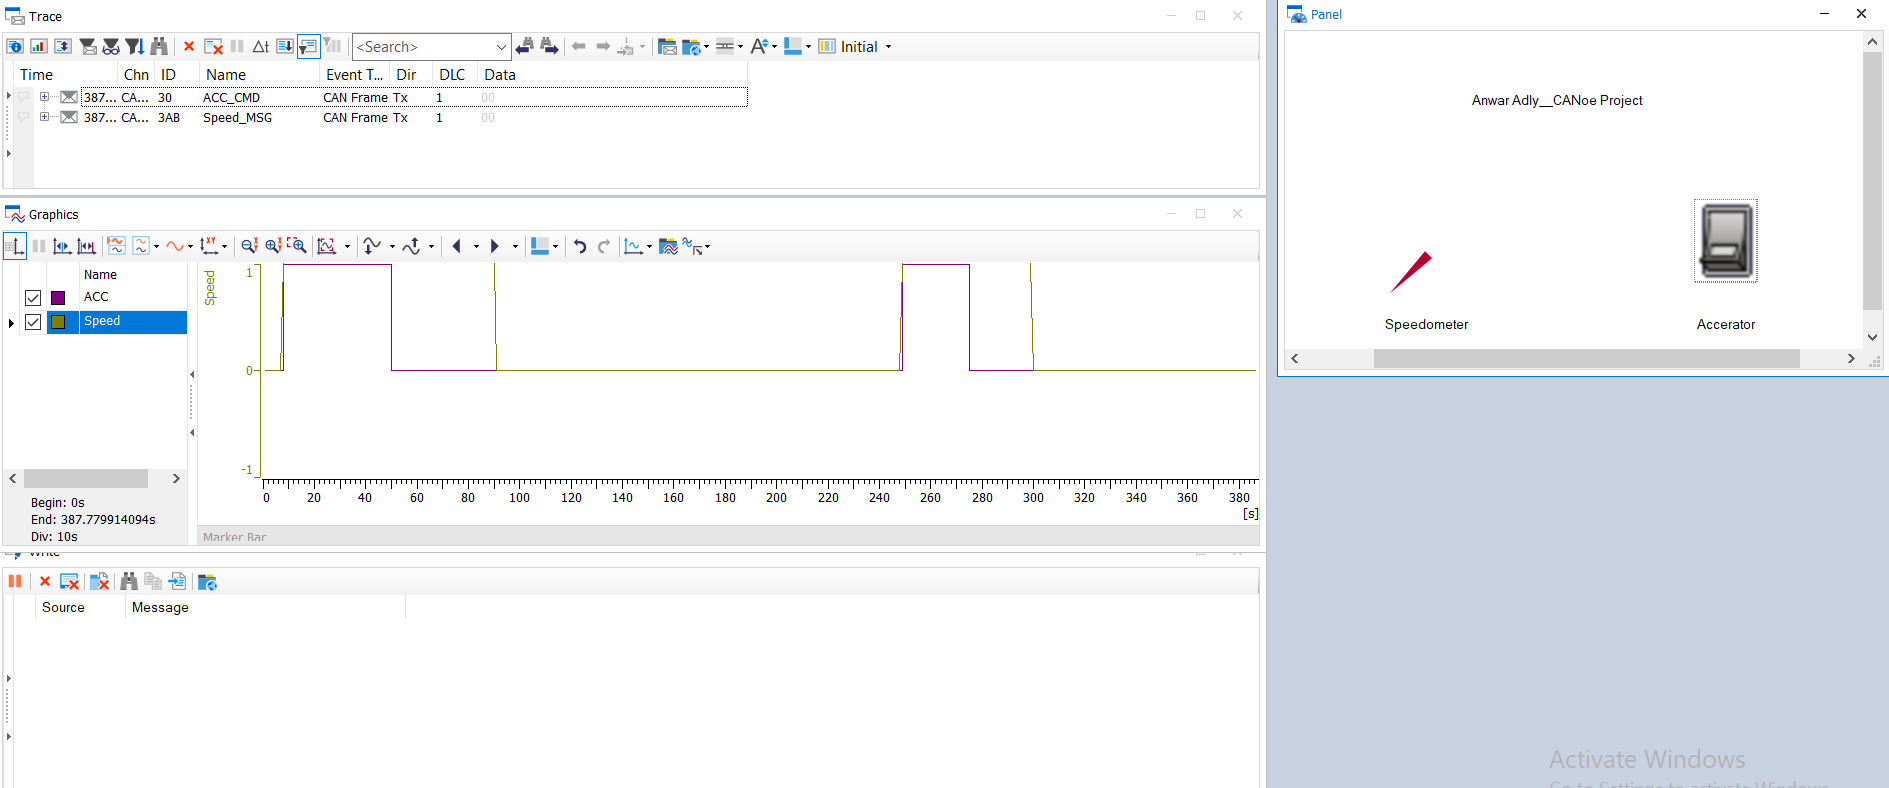 Trace
<Search>
Initial
Time Chn ID Name Event T... Dir DLC Data
387... CA... 30 ACC_CMD CAN Frame Tx 1 00
387... CA... 3AB Speed_MSG CAN Frame Tx 1 00
Graphics
Name
ACC
Speed
Begin: 0s
End: 387.779914094s
Div: 10s
Speed
1
0
-1
0 20 40 60 80 100 120 140 160 180 200 220 240 260 280 300 320 340 360 380
[s]
Marker Bar
Write
Source Message
Panel
Anwar Adly__CANoe Project
Speedometer
Accerator
Activate Windows
Go to Settings to activate Windows.